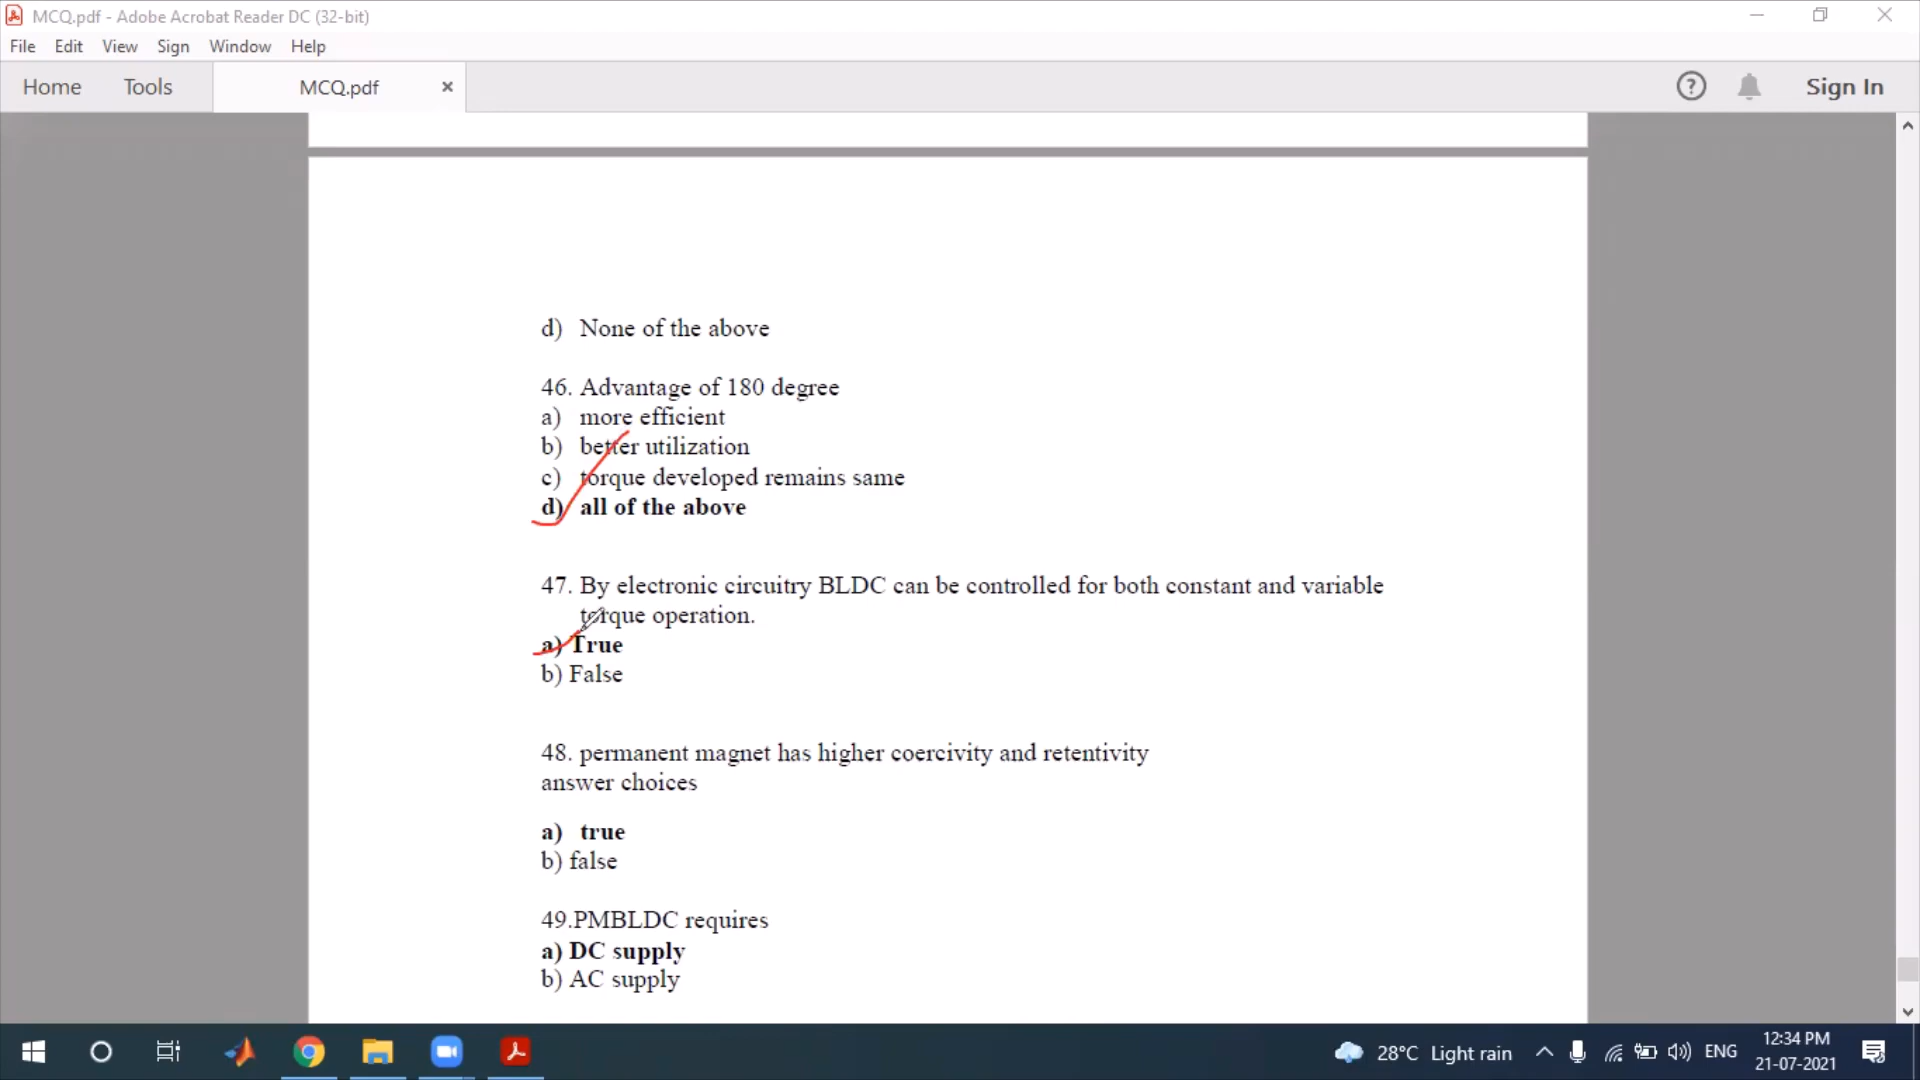 MCQ.pdf - Adobe Acrobat Reader DC (32-bit)
File Edit View Sign Window Help
Home Tools MCQ.pdf × ? Sign In
d) None of the above
46. Advantage of 180 degree
a) more efficient
b) better utilization
c) torque developed remains same
d) all of the above
47. By electronic circuitry BLDC can be controlled for both constant and variable
torque operation.
a) True
b) False
48. permanent magnet has higher coercivity and retentivity
answer choices
a) true
b) false
49.PMBLDC requires
a) DC supply
b) AC supply
28°C Light rain ENG 12:34 PM
21-07-2021